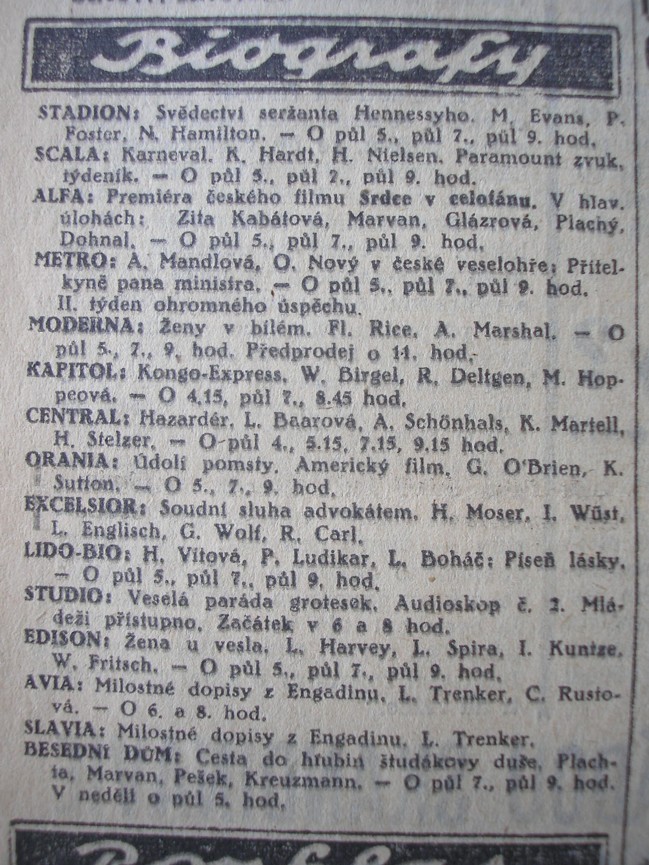 Biografy
STADION: Svědectví seržanta Hennessyho. M. Evans, P.
Foster, N. Hamilton. — O půl 5., půl 7., půl 9. hod.
SCALA: Karneval. K. Hardt, H. Nielsen. Paramount zvuk.
týdeník. — O půl 5., půl 7., půl 9. hod.
ALFA: Premiéra českého filmu Srdce v celofánu. V hlav.
úlohách: Zita Kabátová, Marvan, Glázrová, Plachý,
Dohnal. — O půl 5., půl 7., půl 9. hod.
METRO: A. Mandlová, O. Nový v české veselohře: Přítel-
kyně pana ministra. — O půl 5., půl 7., půl 9. hod.
II. týden ohromného úspěchu.
MODERNA: Ženy v bílém. Fl. Rice, A. Marshal. — O
půl 5., 7., 9. hod. Předprodej o 11. hod.
KAPITOL: Kongo-Express. W. Birgel, R. Deltgen, M. Hop-
peová. — O 4.15, půl 7., 8.45 hod.
CENTRAL: Hazardér. L. Baarová, A. Schönhals, K. Martell,
H. Stelzer. — O půl 4., 5.15, 7.15, 9.15 hod.
ORANIA: Údolí pomsty. Americký film. G. O'Brien, K.
Sutton. — O 5., 7., 9. hod.
EXCELSIOR: Soudní sluha advokátem. H. Moser, I. Wüst,
L. Englisch, G. Wolf, R. Carl.
LIDO-BIO: H. Vítová, P. Ludikar, L. Boháč: Píseň lásky.
— O půl 5., půl 7., půl 9. hod.
STUDIO: Veselá paráda grotesek. Audioskop č. 2. Mlá-
deži přístupno. Začátek v 6 a 8 hod.
EDISON: Žena u vesla. L. Harvey, L. Spira, I. Kuntze,
W. Fritsch. — O půl 5., půl 7., půl 9. hod.
AVIA: Milostné dopisy z Engadinu. L. Trenker, C. Rusto-
vá. — O 6. a 8. hod.
SLAVIA: Milostné dopisy z Engadinu. L. Trenker.
BESEDNÍ DŮM: Cesta do hlubin študákovy duše. Plach-
ta, Marvan, Pešek, Kreuzmann. — O půl 7., půl 9. hod.
V neděli o půl 5. hod.